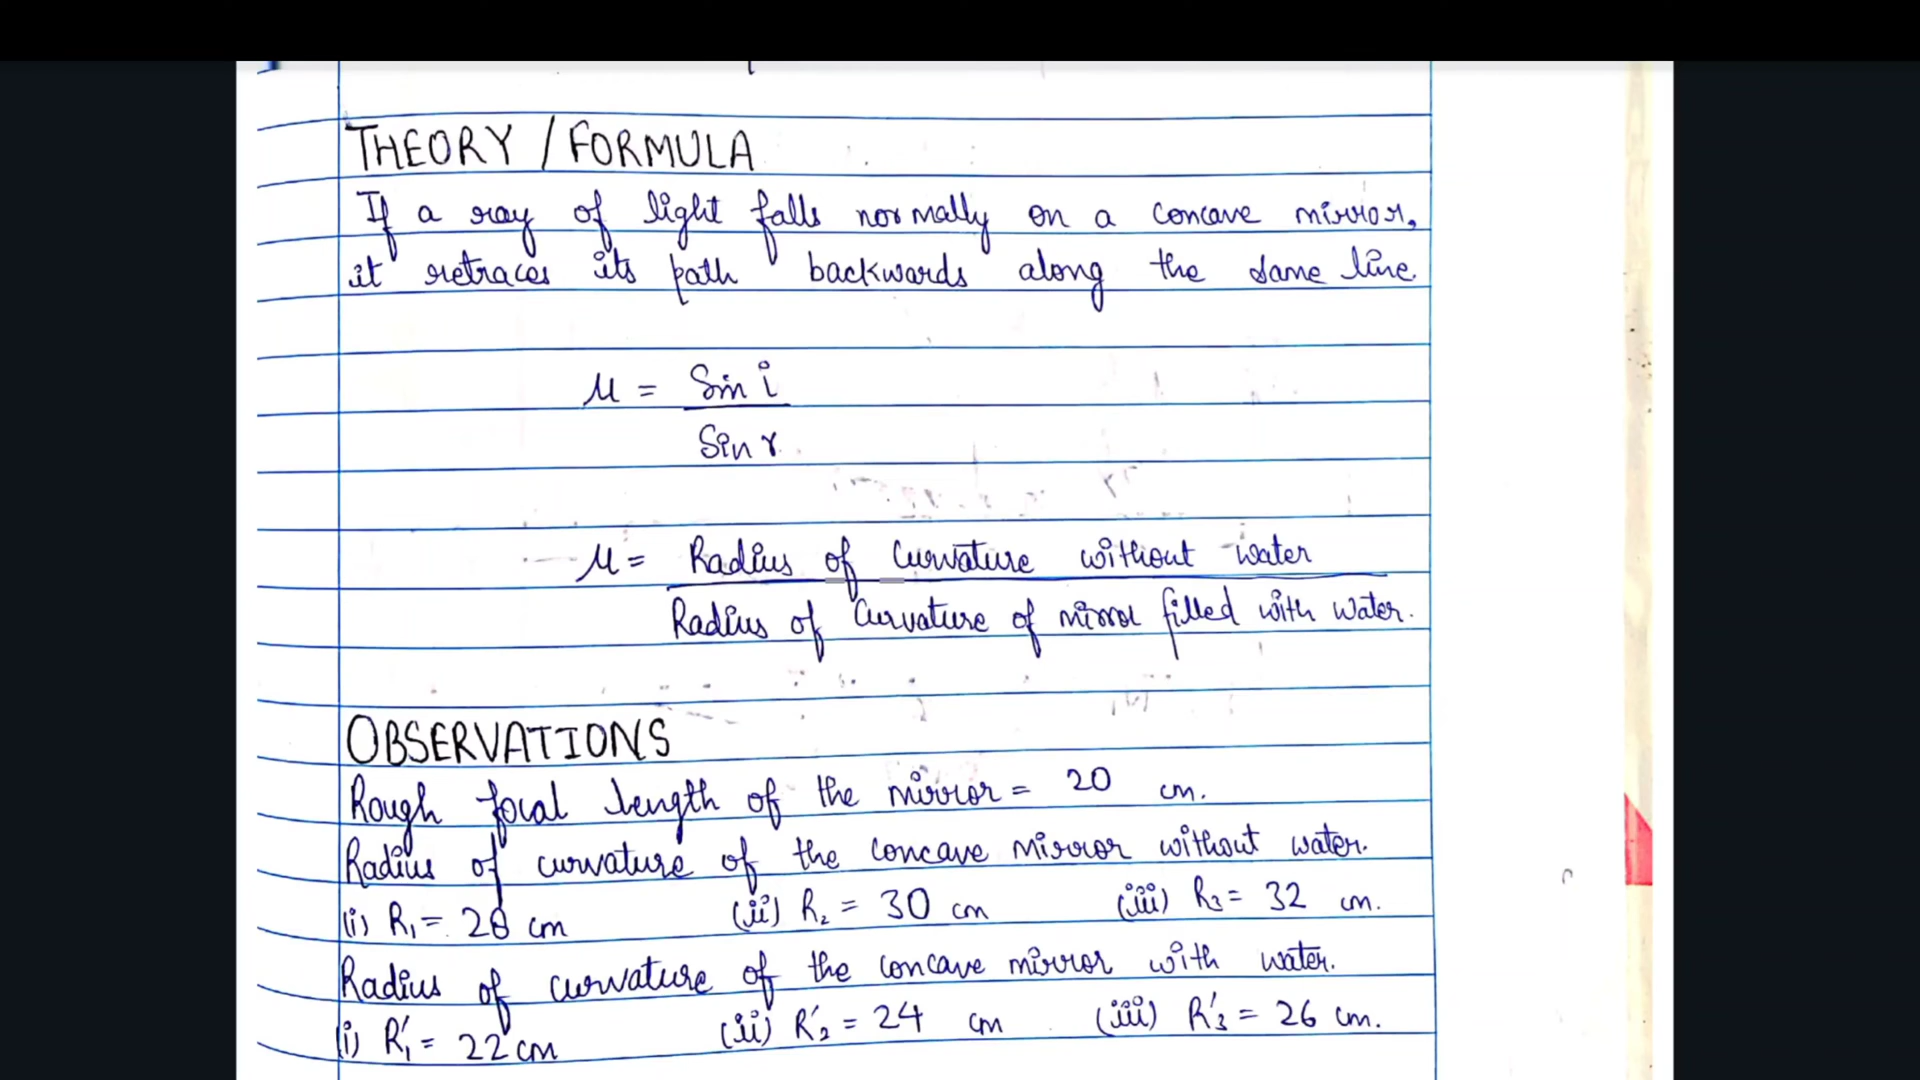 THEORY / FORMULA
If a ray of light falls normally on a concave mirror,
it retraces its path backwards along the same line.
μ = Sin i
Sin r
μ = Radius of curvature without water
Radius of Curvature of mirror filled with water.
OBSERVATIONS
Rough focal length of the mirror = 20 cm.
Radius of curvature of the concave mirror without water.
(i) R₁ = 28 cm (ii) R₂ = 30 cm (iii) R₃ = 32 cm.
Radius of curvature of the concave mirror with water.
(i) R'₁ = 22 cm (ii) R'₂ = 24 cm (iii) R'₃ = 26 cm.